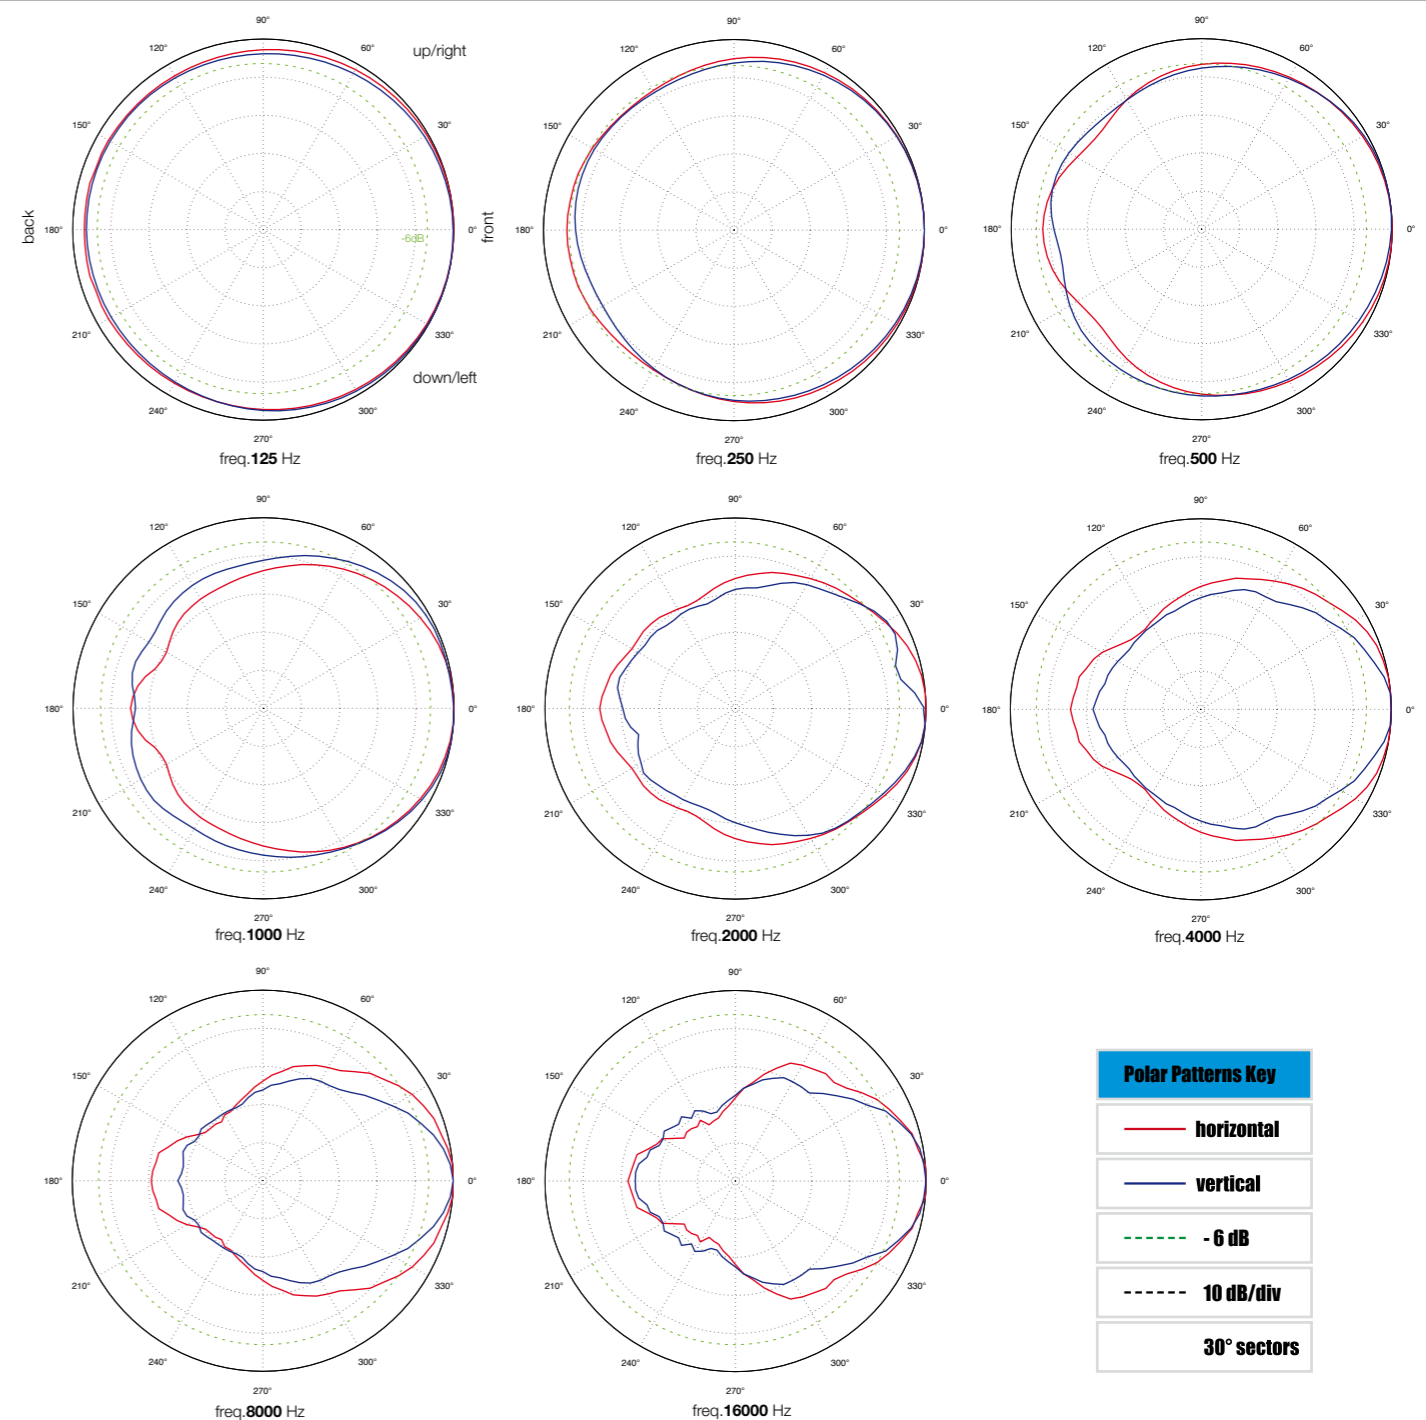 90° 90° 90°
120° 60° up/right 120° 60° 120° 60°
150° 30° 150° 30° 150° 30°
back 180° -6dB 0° front 180° 0° 180° 0°
210° 330° 210° 330° 210° 330°
down/left
240° 300° 240° 300° 240° 300°
270° 270° 270°
freq.125 Hz freq.250 Hz freq.500 Hz
90° 90° 90°
120° 60° 120° 60° 120° 60°
150° 30° 150° 30° 150° 30°
180° 0° 180° 0° 180° 0°
210° 330° 210° 330° 210° 330°
240° 300° 240° 300° 240° 300°
270° 270° 270°
freq.1000 Hz freq.2000 Hz freq.4000 Hz
90° 90°
120° 60° 120° 60°
150° 30° 150° 30°
180° 0° 180° 0°
210° 330° 210° 330°
240° 300° 240° 300°
270° 270°
freq.8000 Hz freq.16000 Hz
Polar Patterns Key
horizontal
vertical
- 6 dB
10 dB/div
30° sectors